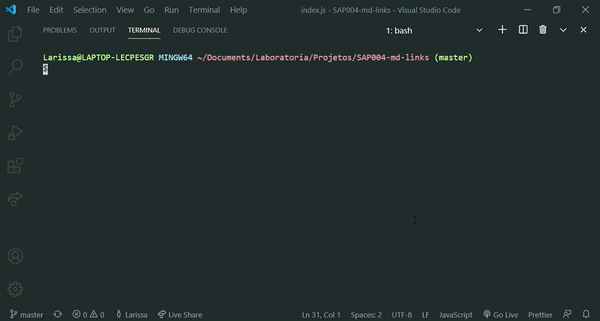 File Edit Selection View Go Run Terminal Help index.js - SAP004-md-links - Visual Studio Code
PROBLEMS OUTPUT TERMINAL DEBUG CONSOLE 1: bash
Larissa@LAPTOP-LECPESGR MINGW64 ~/Documents/Laboratoria/Projetos/SAP004-md-links (master)
$
master 0 0 Larissa Live Share Ln 31, Col 1 Spaces: 2 UTF-8 LF JavaScript Go Live Prettier